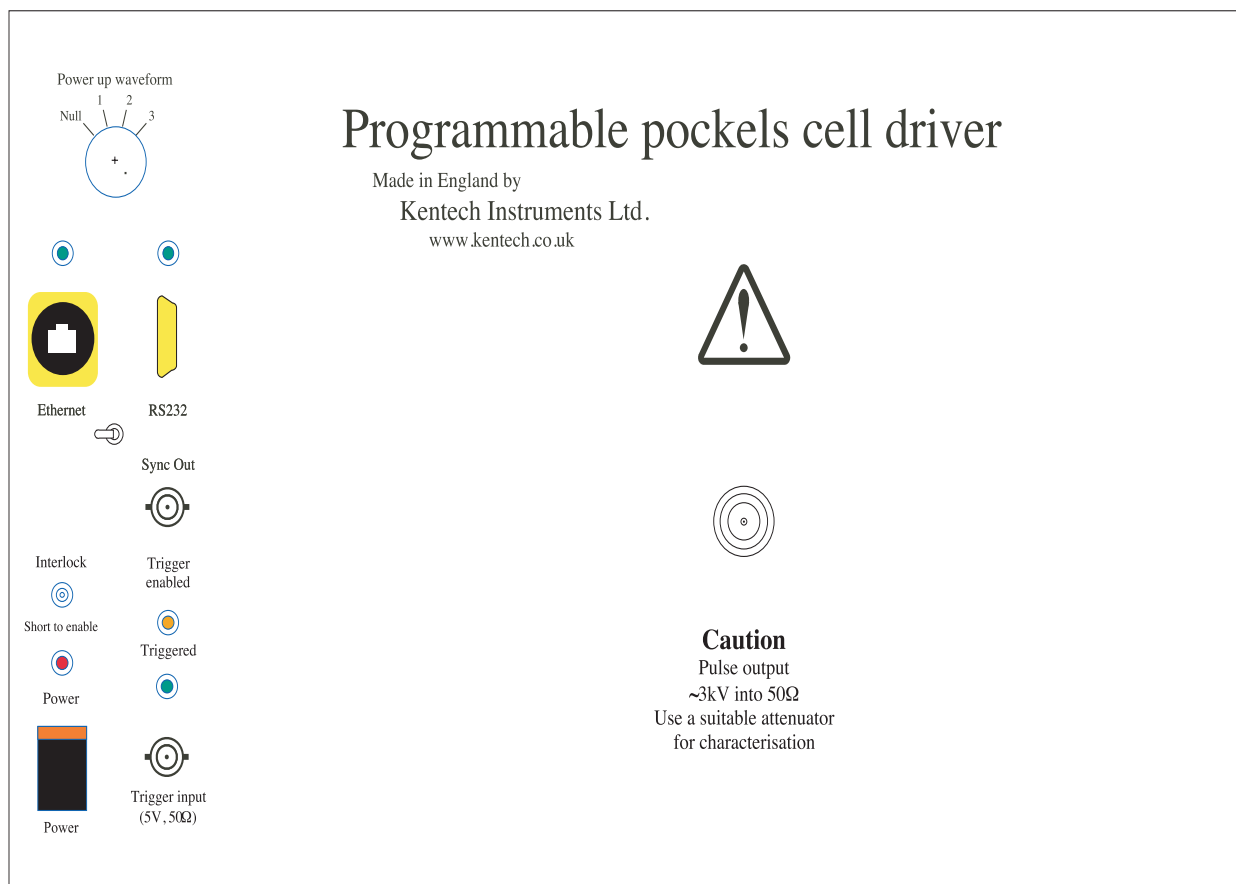 Power up waveform
1 2
Null 3
Programmable pockels cell driver
Made in England by
Kentech Instruments Ltd.
www.kentech.co.uk
Ethernet RS232
Sync Out
Interlock
Short to enable
Trigger
enabled
Triggered
Power
Power
Trigger input
(5V, 50Ω)
Caution
Pulse output
~3kV into 50Ω
Use a suitable attenuator
for characterisation